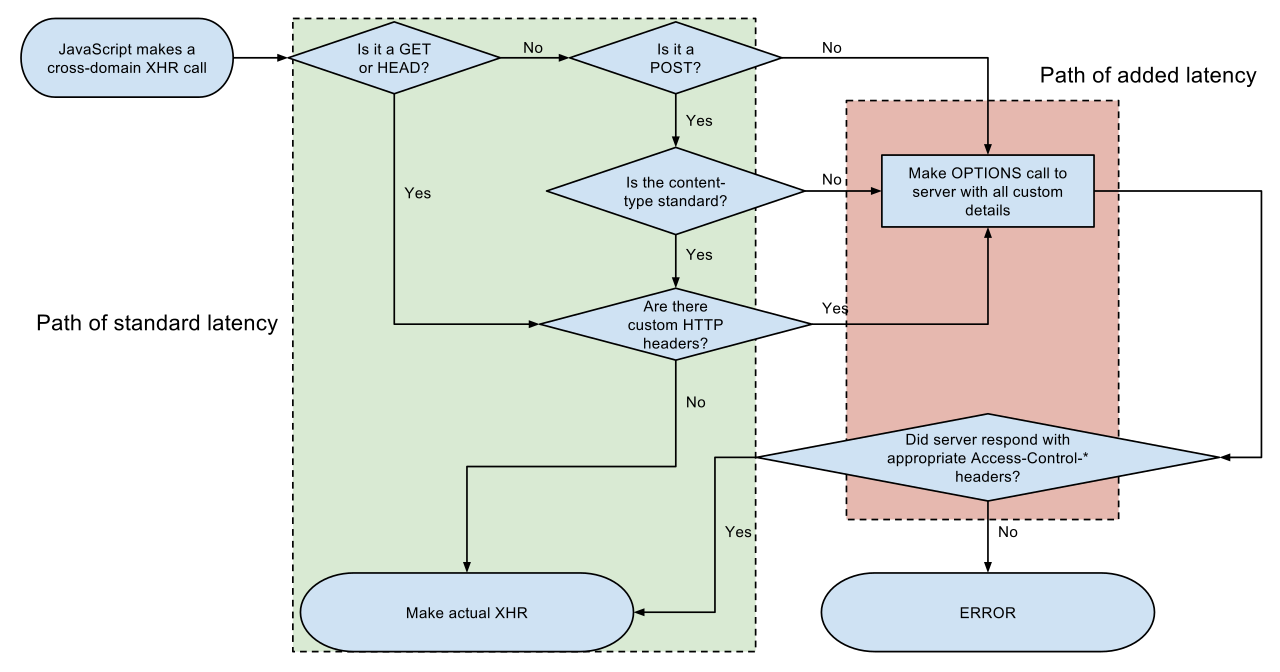 JavaScript makes a
cross-domain XHR call
Is it a GET
or HEAD?
No
Is it a
POST?
No
Path of added latency
Yes
Yes
Is the content-
type standard?
No
Make OPTIONS call to
server with all custom
details
Yes
Path of standard latency
Are there
custom HTTP
headers?
Yes
No
Did server respond with
appropriate Access-Control-*
headers?
Yes
No
Make actual XHR
ERROR